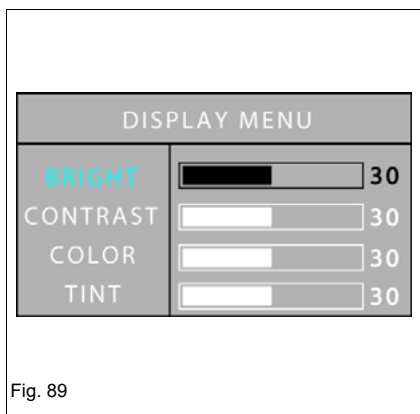 DISPLAY MENU
BRIGHT 30
CONTRAST 30
COLOR 30
TINT 30
Fig. 89